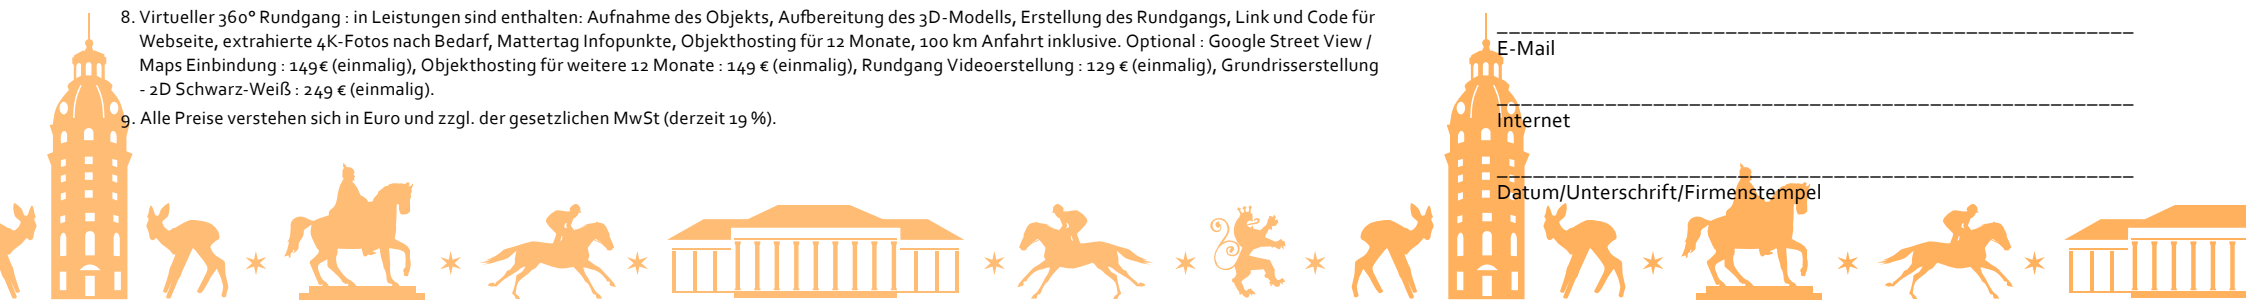 8. Virtueller 360° Rundgang : in Leistungen sind enthalten: Aufnahme des Objekts, Aufbereitung des 3D-Modells, Erstellung des Rundgangs, Link und Code für
Webseite, extrahierte 4K-Fotos nach Bedarf, Mattertag Infopunkte, Objekthosting für 12 Monate, 100 km Anfahrt inklusive. Optional : Google Street View /
Maps Einbindung : 149€ (einmalig), Objekthosting für weitere 12 Monate : 149 € (einmalig), Rundgang Videoerstellung : 129 € (einmalig), Grundrisserstellung
- 2D Schwarz-Weiß : 249 € (einmalig).
9. Alle Preise verstehen sich in Euro und zzgl. der gesetzlichen MwSt (derzeit 19 %).
E-Mail
Internet
Datum/Unterschrift/Firmenstempel